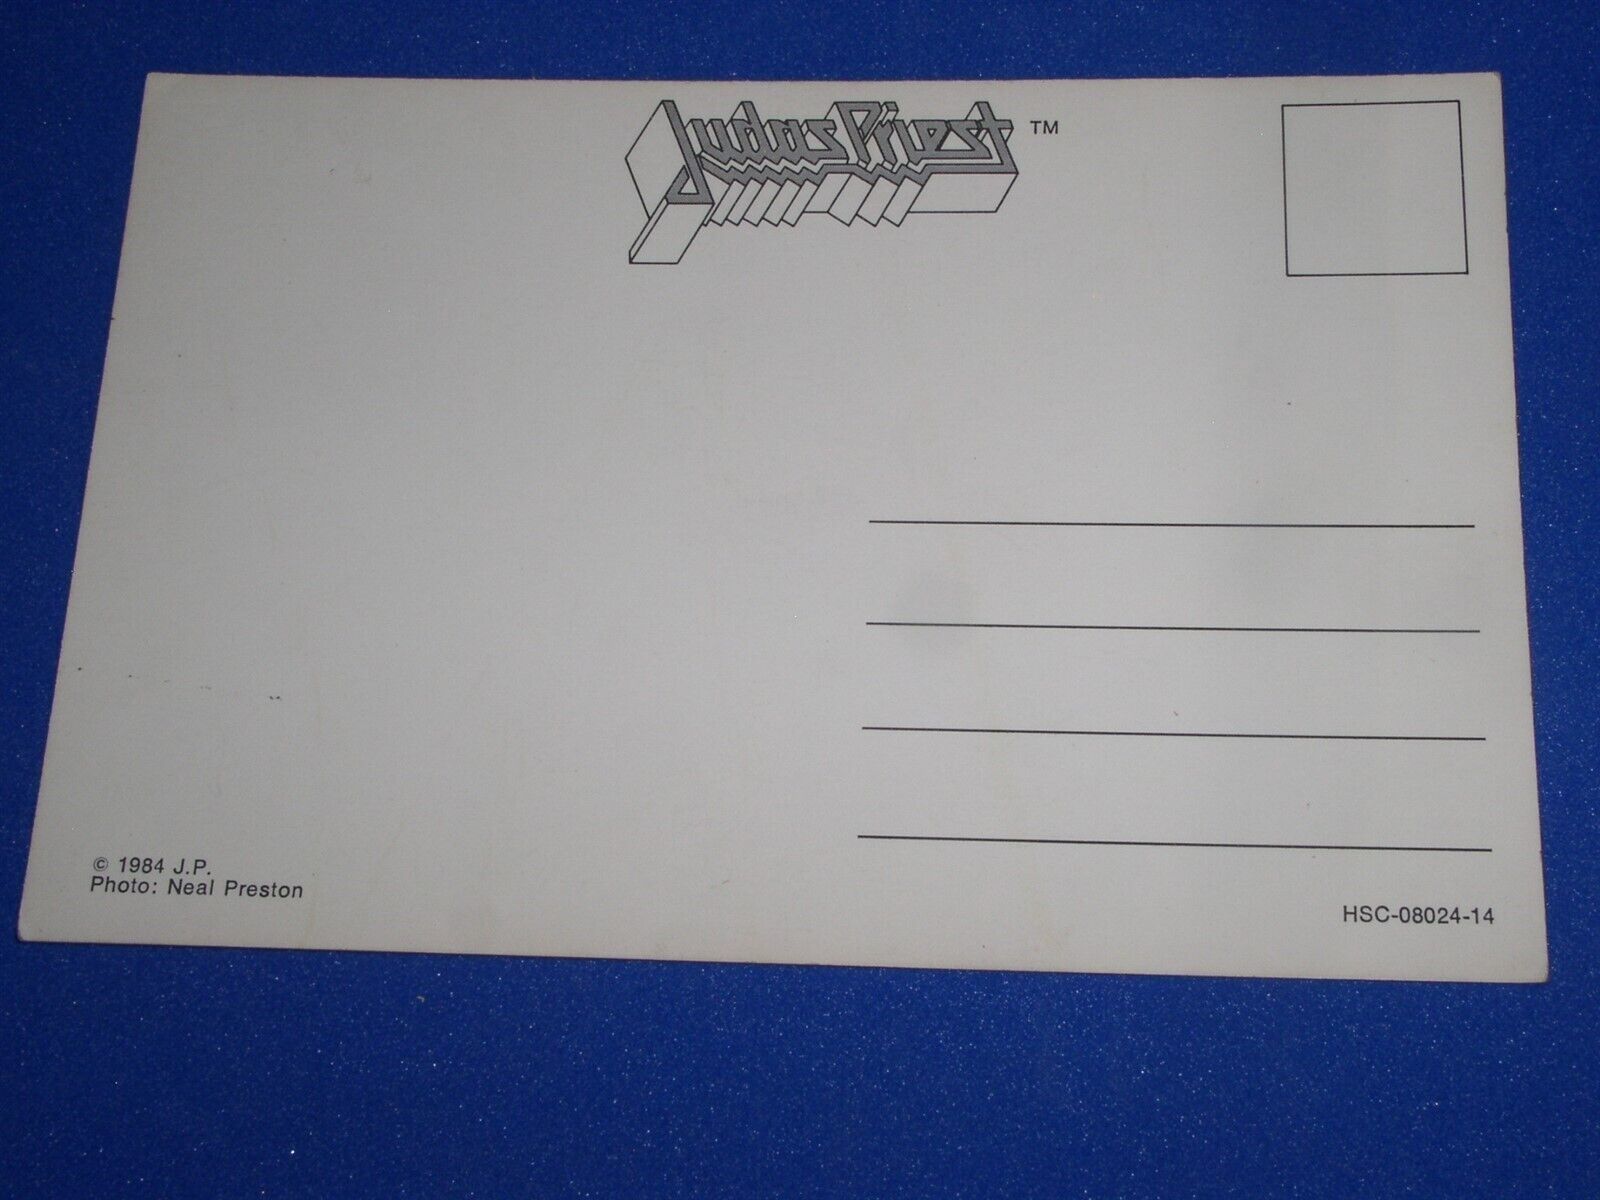 Judas Priest TM
© 1984 J.P.
Photo: Neal Preston
HSC-08024-14